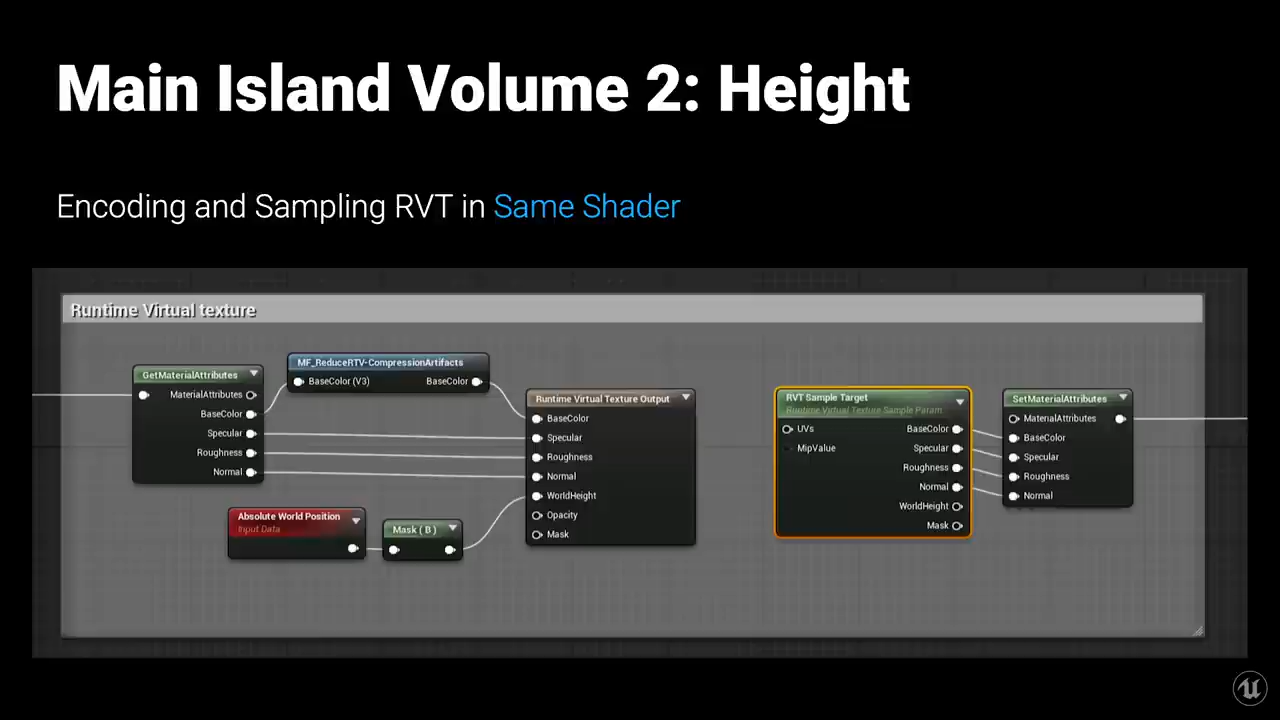 Main Island Volume 2: Height
Encoding and Sampling RVT in Same Shader
Runtime Virtual texture
GetMaterialAttributes
MaterialAttributes
BaseColor
Specular
Roughness
Normal
MF_ReduceRTV-CompressionArtifacts
BaseColor (V3) BaseColor
Absolute World Position
Input Data
Mask ( B )
Runtime Virtual Texture Output
BaseColor
Specular
Roughness
Normal
WorldHeight
Opacity
Mask
RVT Sample Target
Runtime Virtual Texture Sample Param
UVs BaseColor
MipValue Specular
Roughness
Normal
WorldHeight
Mask
SetMaterialAttributes
MaterialAttributes
BaseColor
Specular
Roughness
Normal